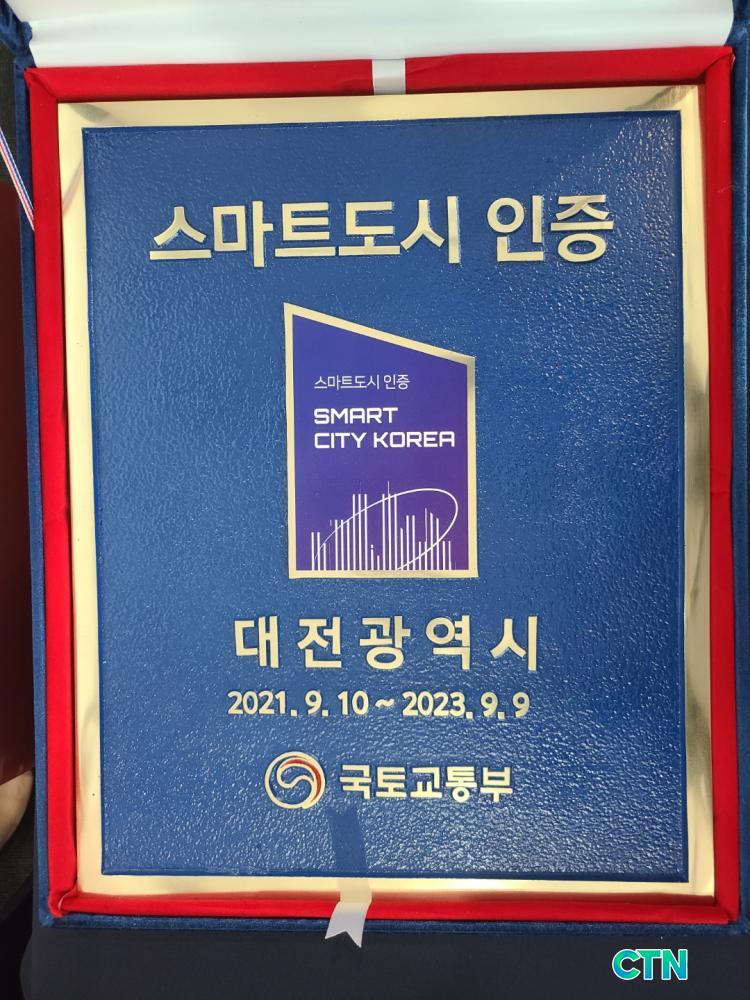 스마트도시 인증
스마트도시 인증
SMART
CITY KOREA
대전광역시
2021. 9. 10 ~ 2023. 9. 9
국토교통부
CTN